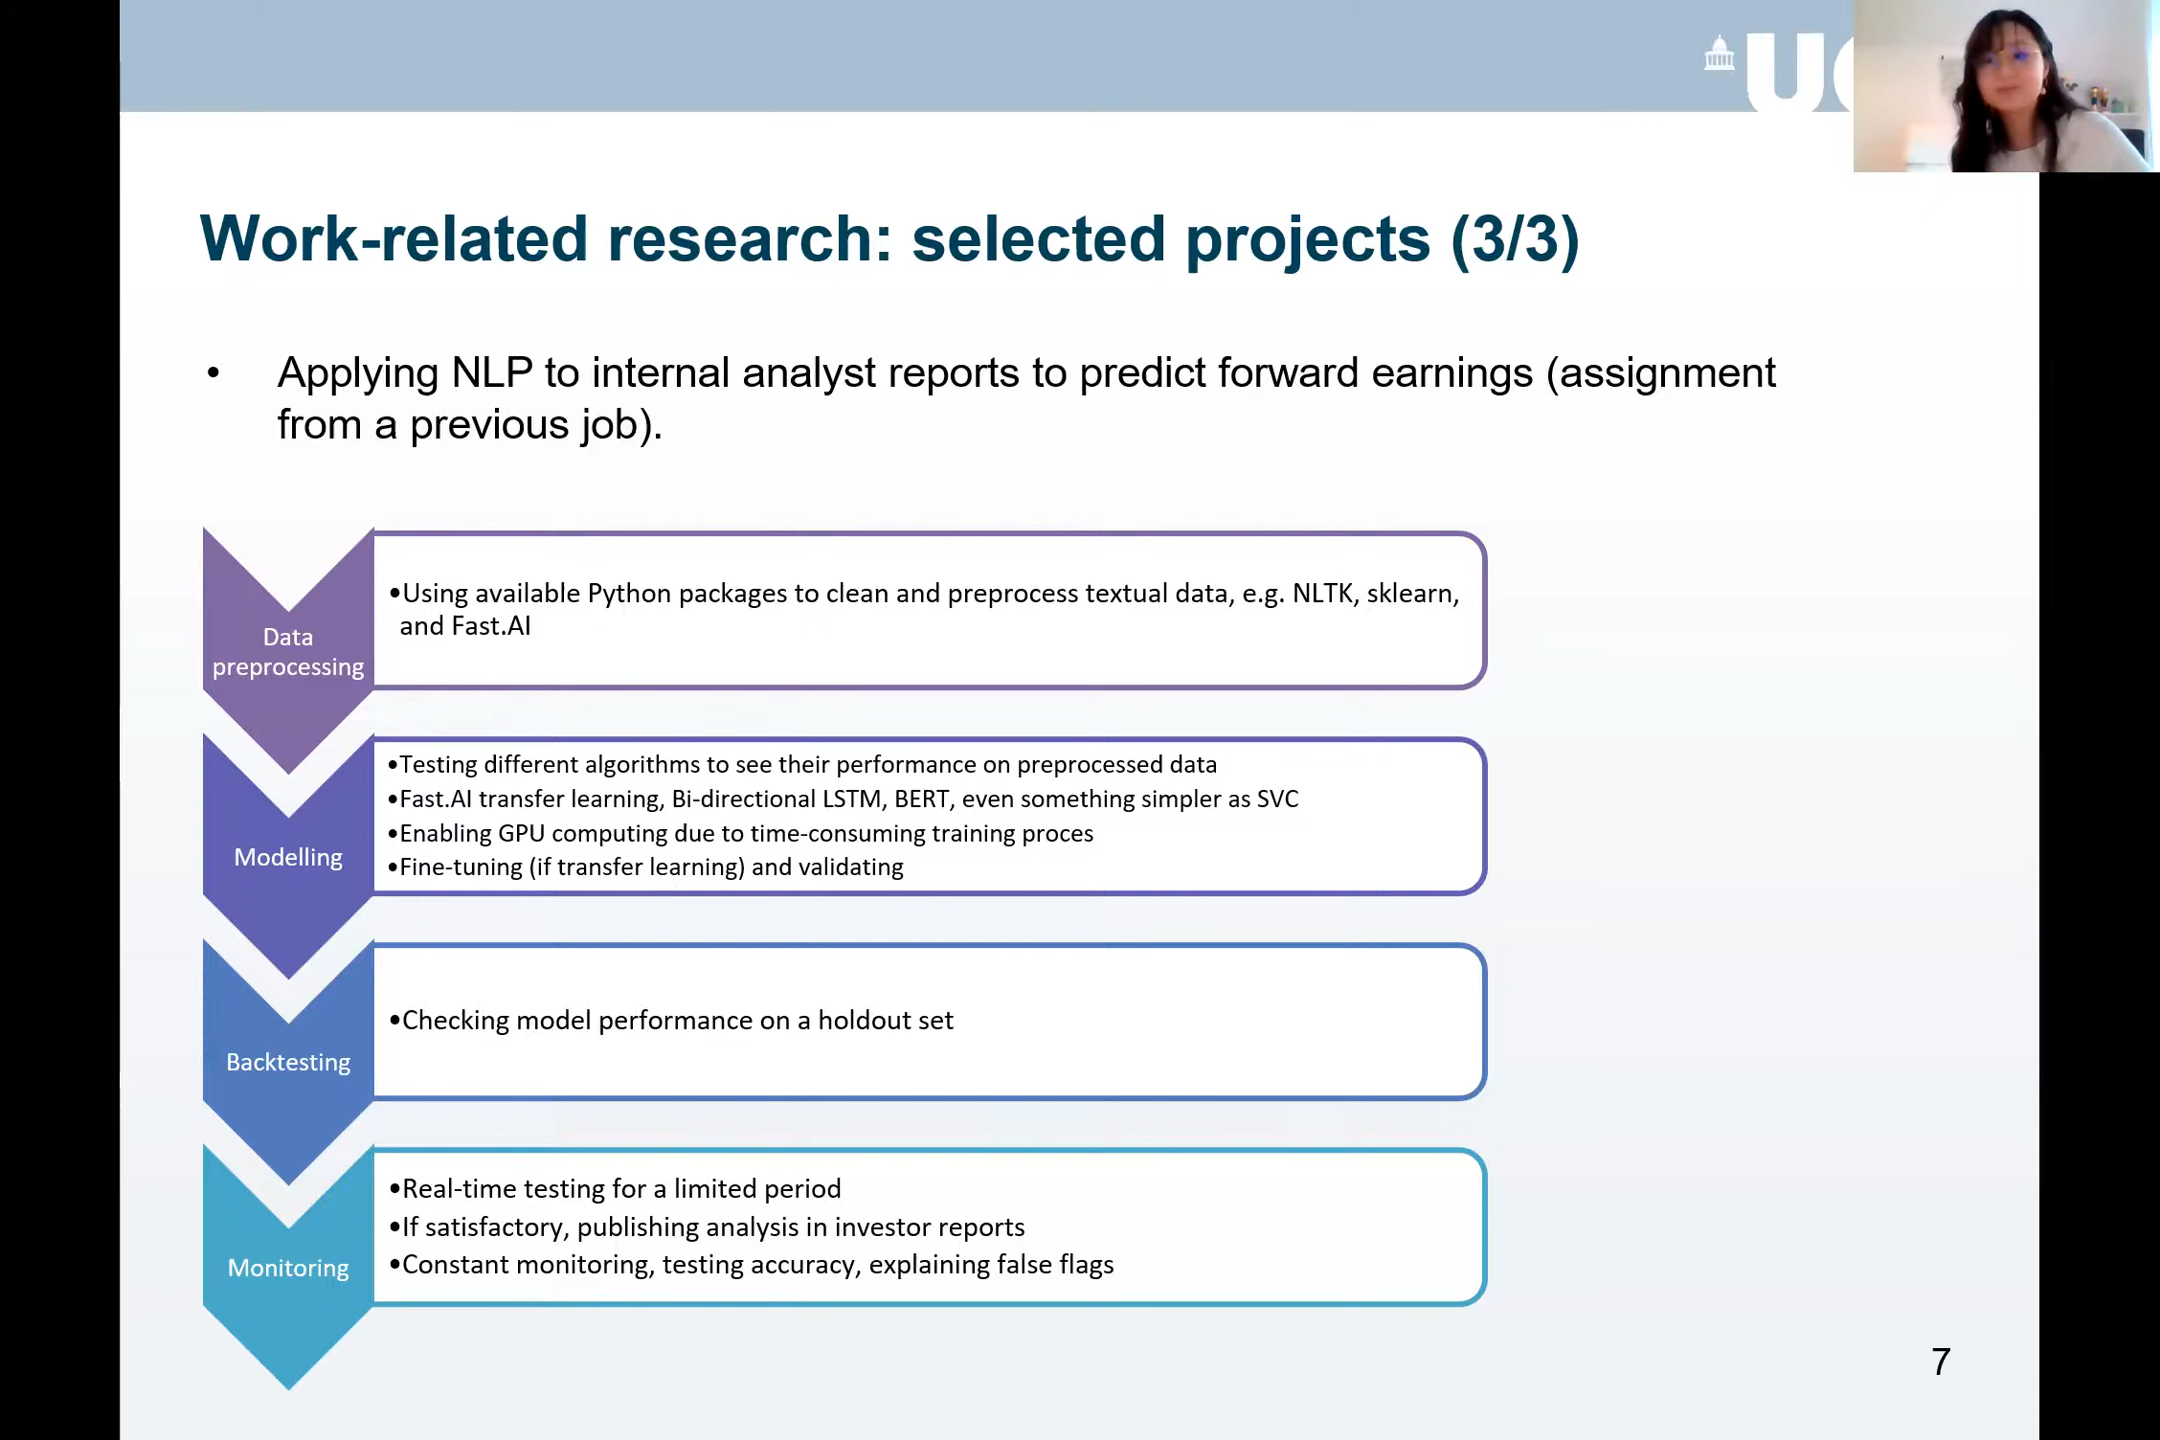 Work-related research: selected projects (3/3)
• Applying NLP to internal analyst reports to predict forward earnings (assignment
from a previous job).
Data
preprocessing
•Using available Python packages to clean and preprocess textual data, e.g. NLTK, sklearn,
and Fast.AI
Modelling
•Testing different algorithms to see their performance on preprocessed data
•Fast.AI transfer learning, Bi-directional LSTM, BERT, even something simpler as SVC
•Enabling GPU computing due to time-consuming training proces
•Fine-tuning (if transfer learning) and validating
Backtesting
•Checking model performance on a holdout set
Monitoring
•Real-time testing for a limited period
•If satisfactory, publishing analysis in investor reports
•Constant monitoring, testing accuracy, explaining false flags
7